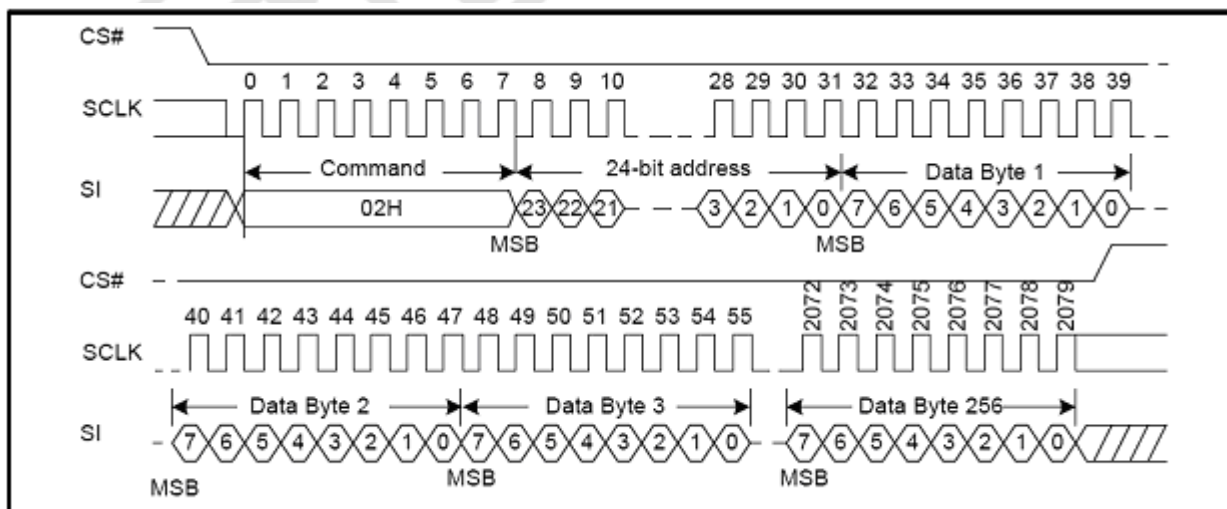 CS#
0 1 2 3 4 5 6 7 8 9 10 28 29 30 31 32 33 34 35 36 37 38 39
SCLK
Command 24-bit address Data Byte 1
SI
02H 23 22 21 3 2 1 0 7 6 5 4 3 2 1 0
MSB MSB
CS#
40 41 42 43 44 45 46 47 48 49 50 51 52 53 54 55 2072 2073 2074 2075 2076 2077 2078 2079
SCLK
Data Byte 2 Data Byte 3 Data Byte 256
SI
7 6 5 4 3 2 1 0 7 6 5 4 3 2 1 0 7 6 5 4 3 2 1 0
MSB MSB MSB